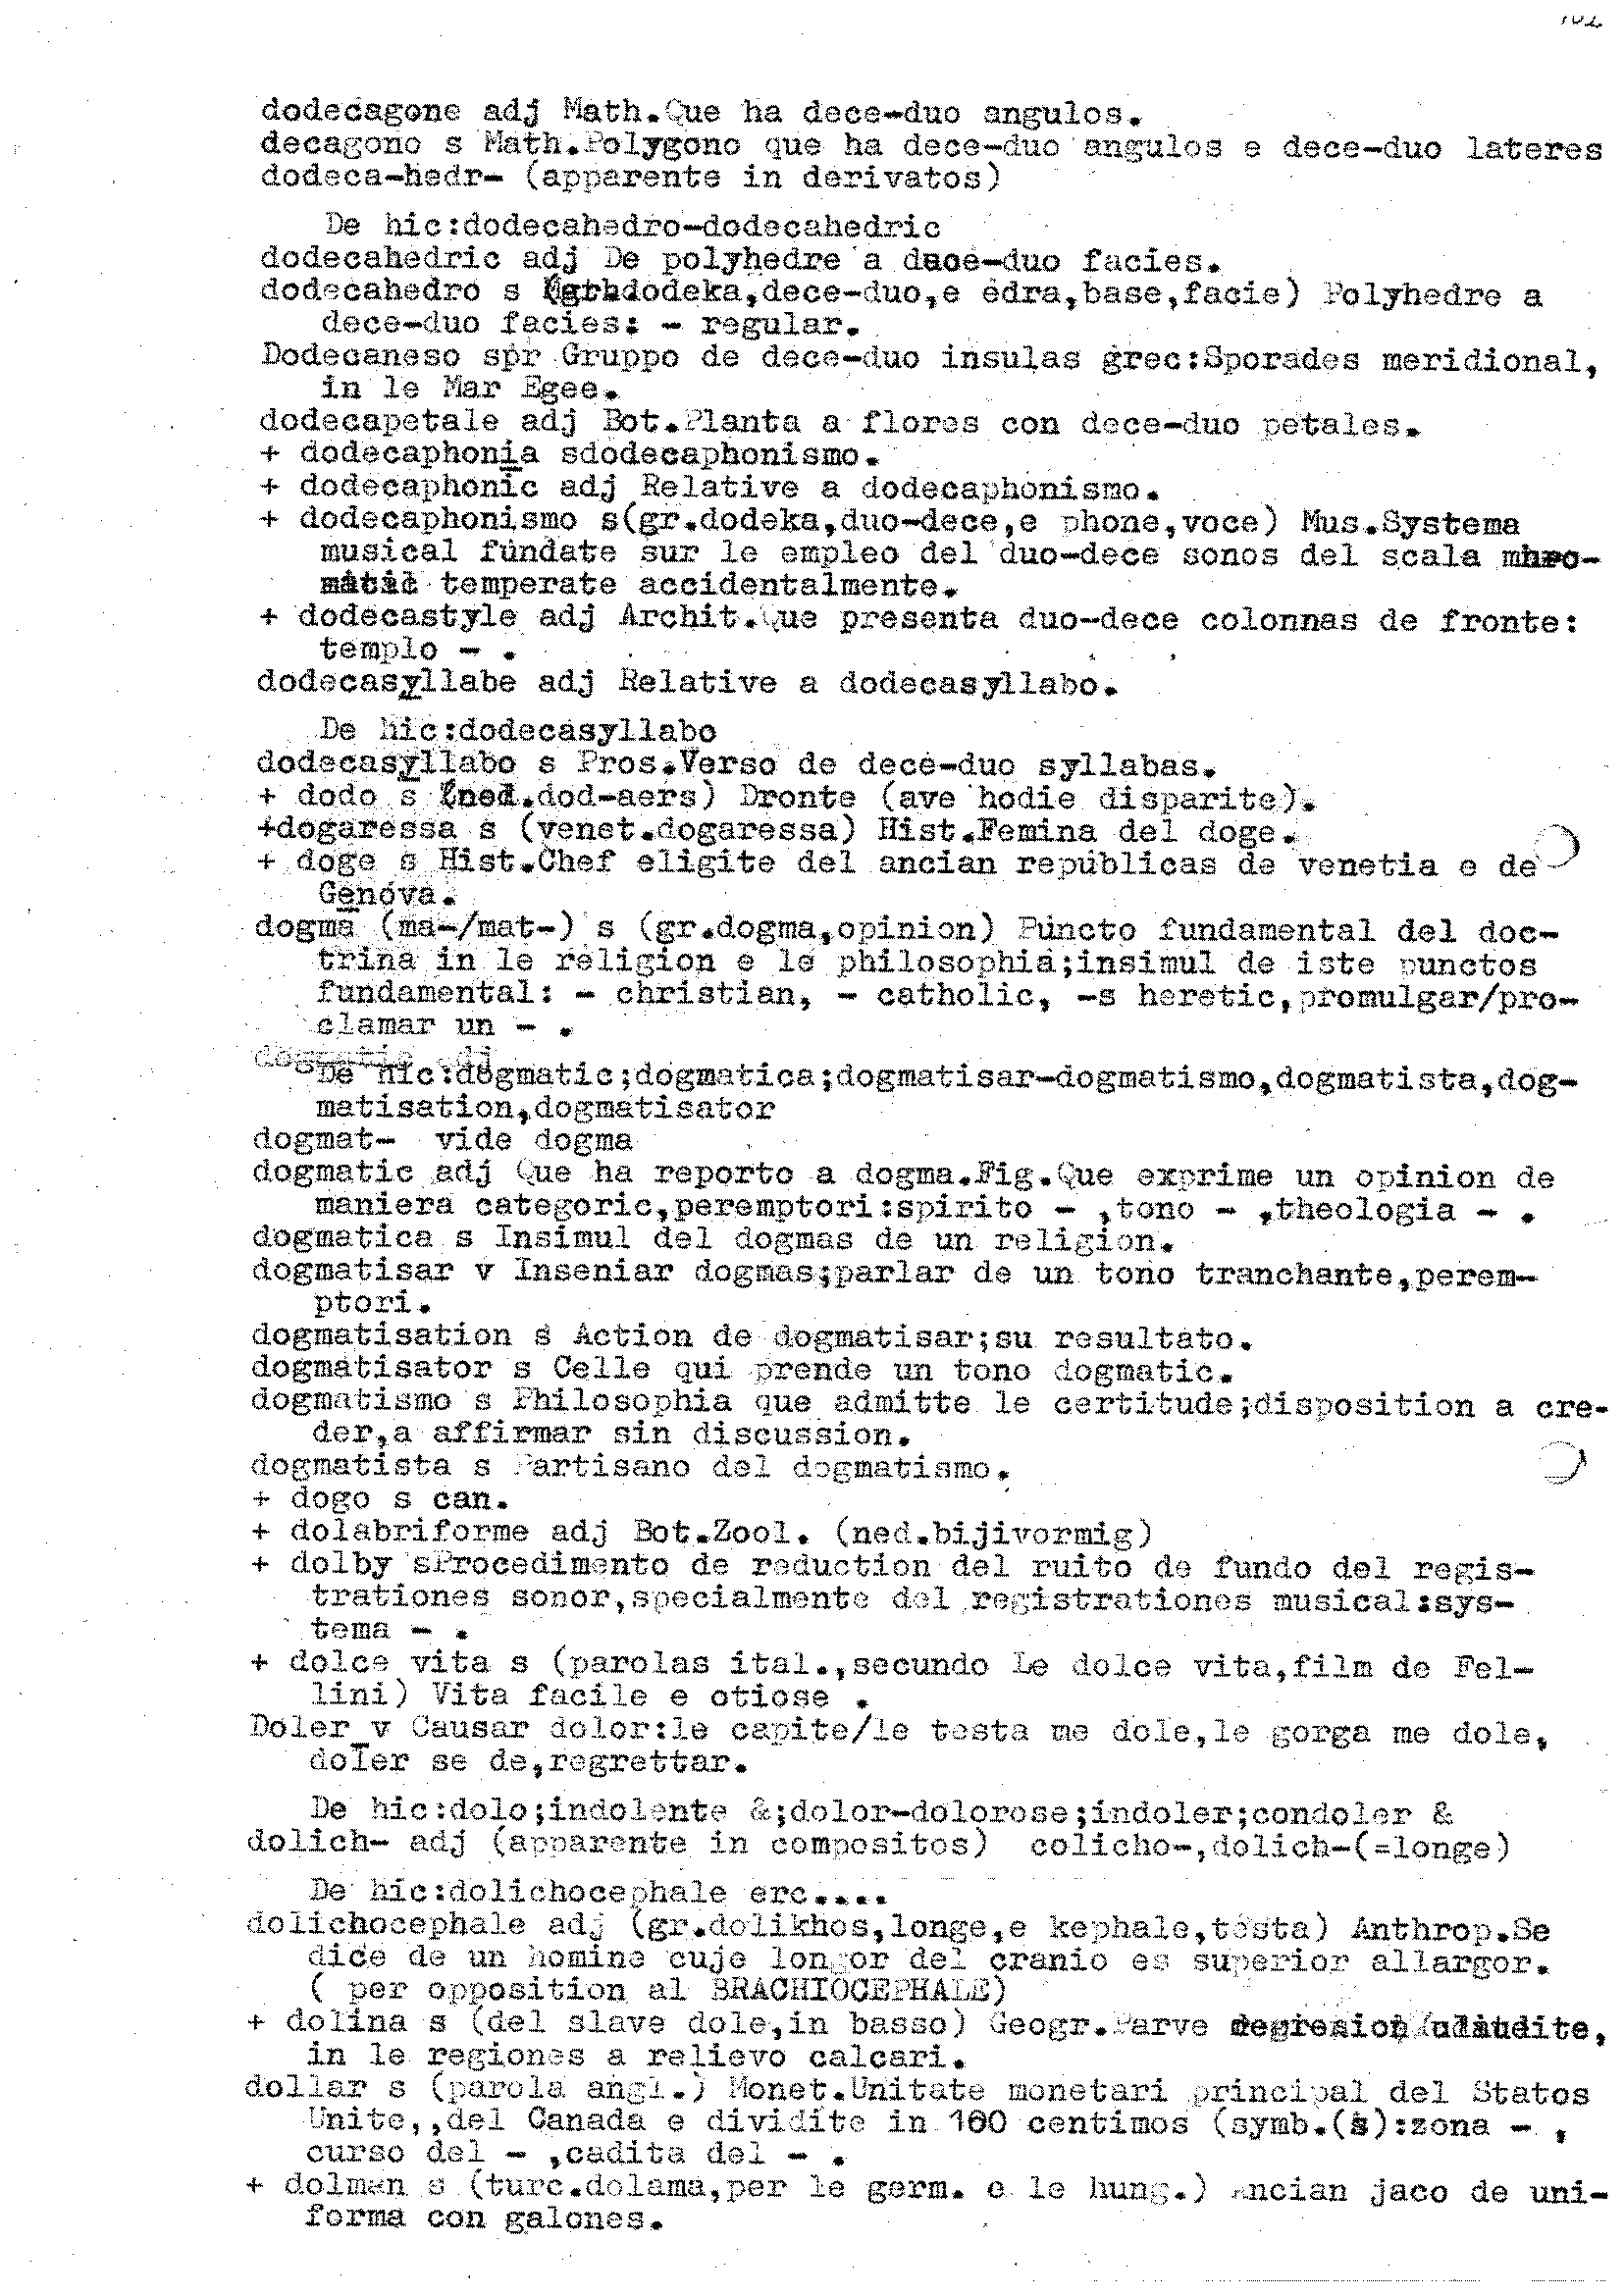 dodecagone adj Math.Que ha dece-duo angulos.
decagono s Math.Polygono que ha dece-duo angulos e dece-duo lateres
dodeca-hedr- (apparente in derivatos)
De hic:dodecahedro-dodecahedric
dodecahedric adj De polyhedre a dece-duo facies.
dodecahedro s dodeka,dece-duo,e edra,base,facie) Polyhedre a
dece-duo facies: - regular.
Dodecaneso spr Gruppo de dece-duo insulas grec:Sporades meridional,
in le Mar Egee.
dodecapetale adj Bot.Planta a flores con dece-duo petales.
+ dodecaphonia sdodecaphonismo.
+ dodecaphonic adj Relative a dodecaphonismo.
+ dodecaphonismo s(gr.dodeka,duo-dece,e phone,voce) Mus.Systema
musical fundate sur le empleo del duo-dece sonos del scala
temperate accidentalmente.
+ dodecastyle adj Archit.Que presenta duo-dece colonnas de fronte:
templo - .
dodecasyllabe adj Relative a dodecasyllabo.
De hic:dodecasyllabo
dodecasyllabo s Pros.Verso de dece-duo syllabas.
+ dodo s (ned.dod-aers) Dronte (ave hodie disparite).
+dogaressa s (venet.dogaressa) Hist.Femina del doge.
+ doge s Hist.Chef eligite del ancian republicas de venetia e de
Genova.
dogma (ma-/mat-) s (gr.dogma,opinion) Puncto fundamental del doc-
trina in le religion e le philosophia;insimul de iste punctos
fundamental: - christian, - catholic, -s heretic,promulgar/pro-
clamar un - .
De hic:dogmatic;dogmatica;dogmatisar-dogmatismo,dogmatista,dog-
matisation,dogmatisator
dogmat- vide dogma
dogmatic adj Que ha reporto a dogma.Fig.Que exprime un opinion de
maniera categoric,peremptori:spirito - ,tono - ,theologia - .
dogmatica s Insimul del dogmas de un religion.
dogmatisar v Inseniar dogmas;parlar de un tono tranchante,perem-
ptori.
dogmatisation s Action de dogmatisar;su resultato.
dogmatisator s Celle qui prende un tono dogmatic.
dogmatismo s Philosophia que admitte le certitude;disposition a cre-
der,a affirmar sin discussion.
dogmatista s Partisano del dogmatismo.
+ dogo s can.
+ dolabriforme adj Bot.Zool. (ned.bijivormig)
+ dolby sProcedimento de reduction del ruito de fundo del regis-
trationes sonor,specialmente del registrationes musical:sys-
tema - .
+ dolce vita s (parolas ital.,secundo Le dolce vita,film de Fel-
lini) Vita facile e otiose .
Doler v Causar dolor:le capite/le testa me dole,le gorga me dole,
doler se de,regrettar.
De hic:dolo;indolente &;dolor-dolorose;indoler;condoler &
dolich- adj (apparente in compositos) colicho-,dolich-(=longe)
De hic:dolichocephale erc....
dolichocephale adj (gr.dolikhos,longe,e kephale,testa) Anthrop.Se
dice de un homine cuje longor del cranio es superior allargor.
( per opposition al BRACHIOCEPHALE)
+ dolina s (del slave dole,in basso) Geogr.Parve
in le regiones a relievo calcari.
dollar s (parola angl.) Monet.Unitate monetari principal del Statos
Unite,,del Canada e dividite in 100 centimos (symb.(s):zona - ,
curso del - ,cadita del - .
+ dolman s (turc.dolama,per le germ. e le hung.) Ancian jaco de uni-
forma con galones.